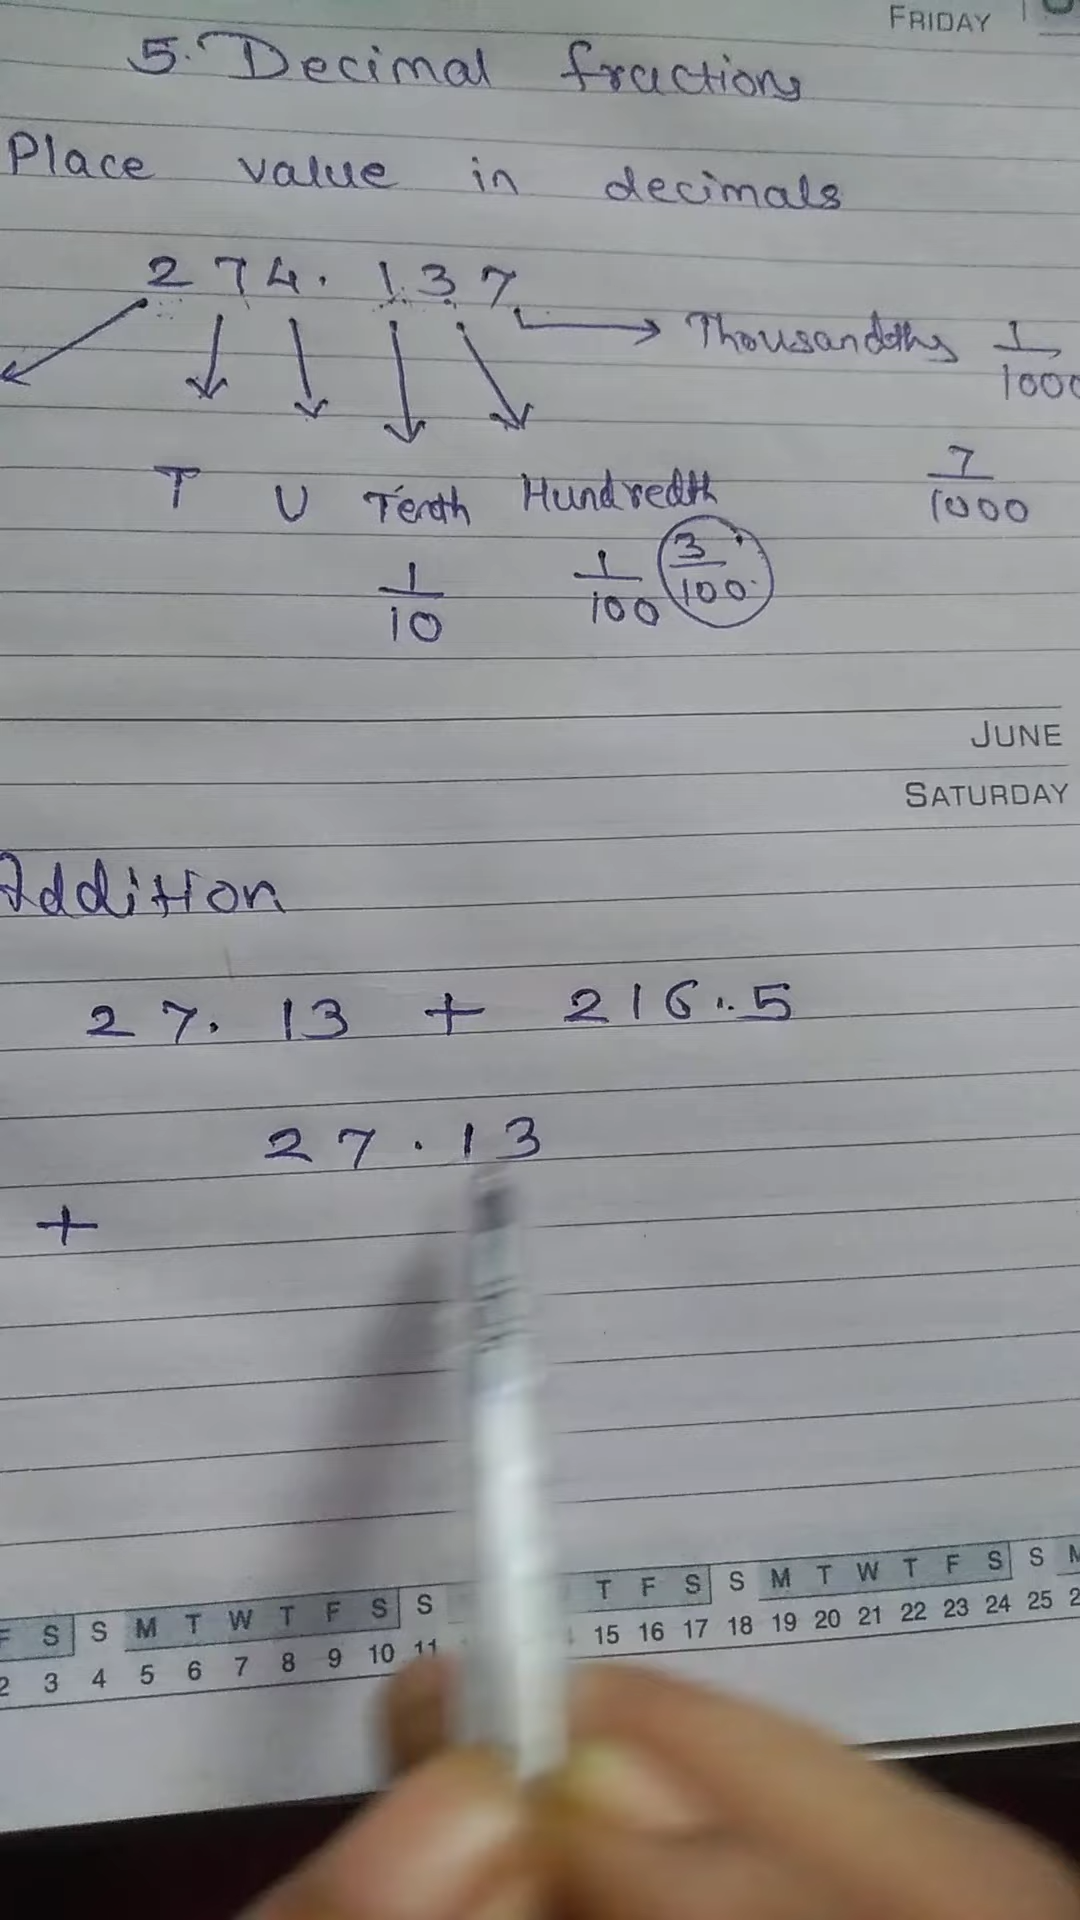 FRIDAY
5. Decimal fractions
Place value in decimals
274.137
Thousandths 1/1000
T U Tenth Hundredth 7/1000
1/10 1/100 3/100
JUNE
SATURDAY
Addition
27.13 + 216.5
27.13
+
F S S M T W T F S S T F S S M T W T F S S M
2 3 4 5 6 7 8 9 10 11 15 16 17 18 19 20 21 22 23 24 25